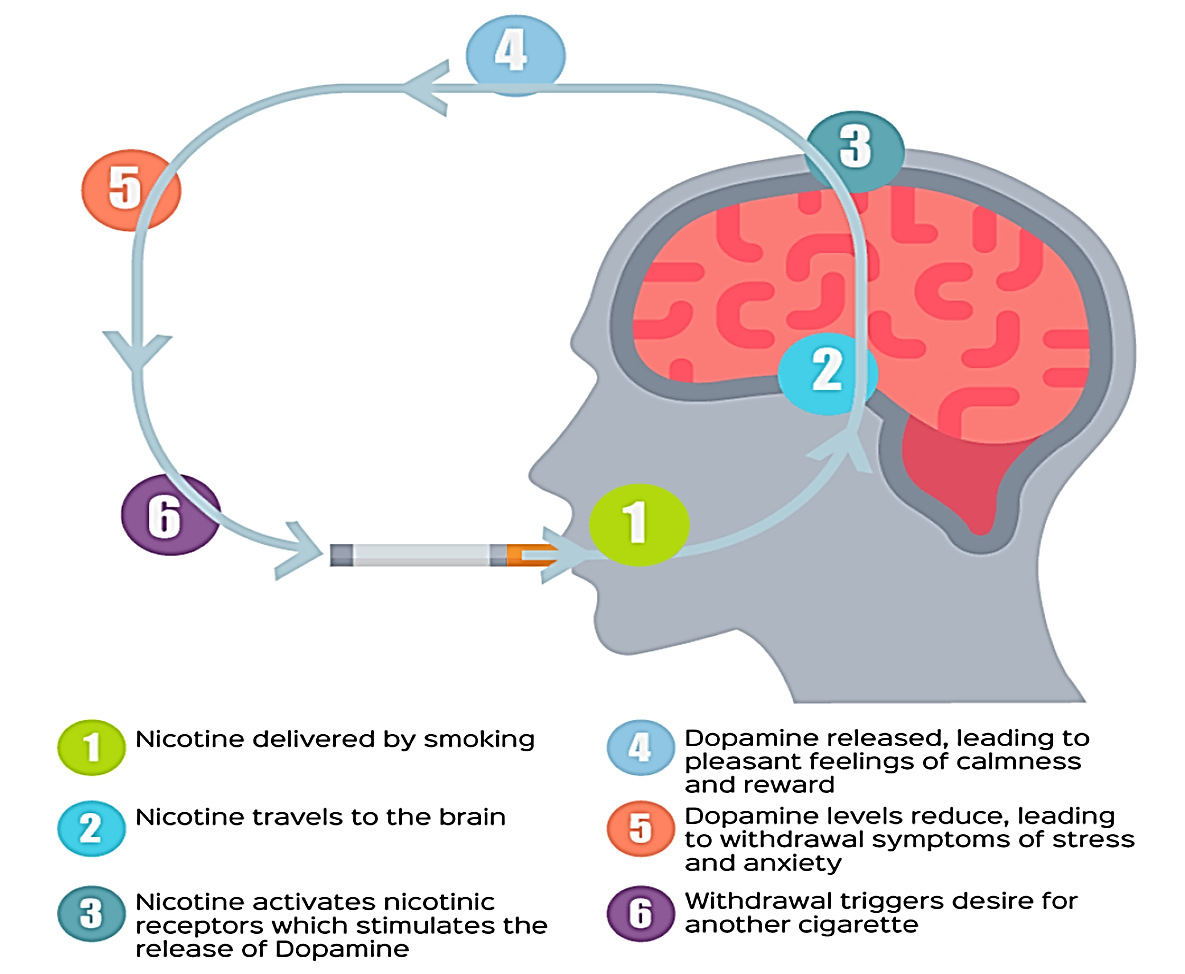 4
3
5
2
1
6
1 Nicotine delivered by smoking
2 Nicotine travels to the brain
3 Nicotine activates nicotinic
receptors which stimulates the
release of Dopamine
4 Dopamine released, leading to
pleasant feelings of calmness
and reward
5 Dopamine levels reduce, leading
to withdrawal symptoms of stress
and anxiety
6 Withdrawal triggers desire for
another cigarette